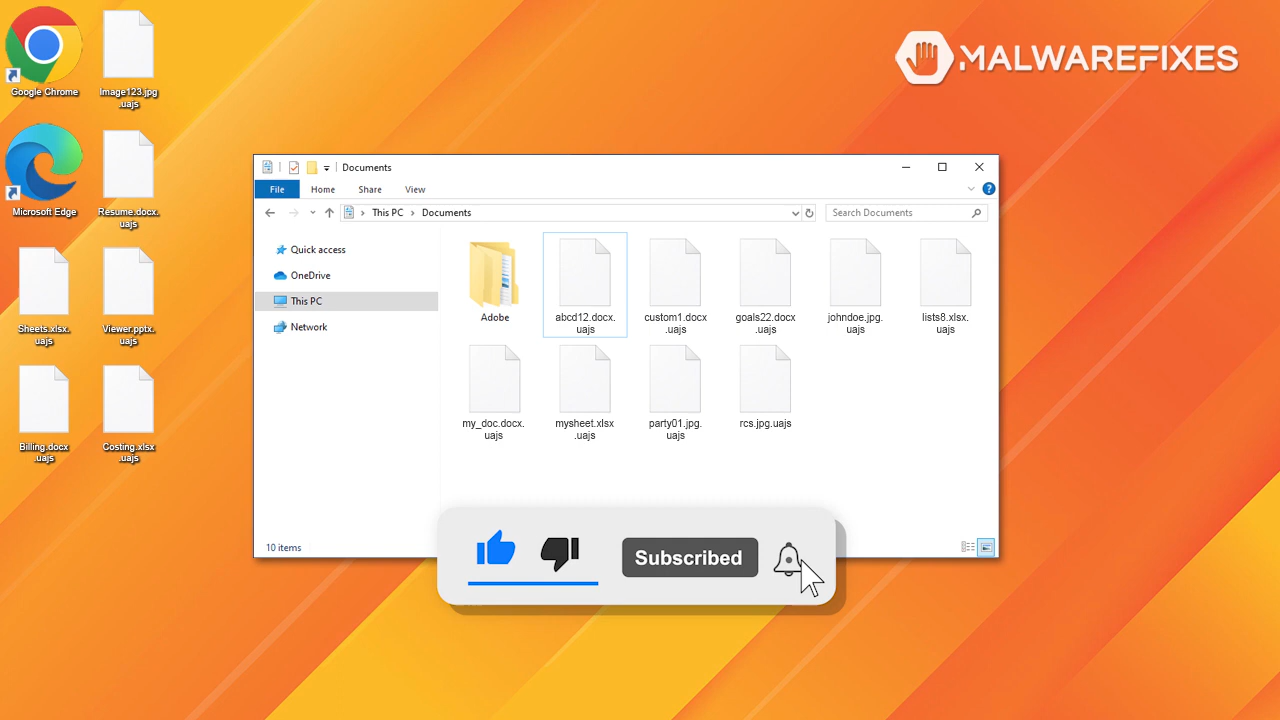 Google Chrome
Image123.jpg
.uajs
Microsoft Edge
Resume.docx.
uajs
Sheets.xlsx.
uajs
Viewer.pptx.
uajs
Billing.docx
.uajs
Costing.xlsx
.uajs
MALWAREFIXES
Documents
File Home Share View
This PC Documents
Search Documents
Quick access
OneDrive
This PC
Network
Adobe
abcd12.docx.
uajs
custom1.docx
.uajs
goals22.docx
.uajs
johndoe.jpg.
uajs
lists8.xlsx.
uajs
my_doc.docx.
uajs
mysheet.xlsx
.uajs
party01.jpg.
uajs
rcs.jpg.uajs
10 items
Subscribed